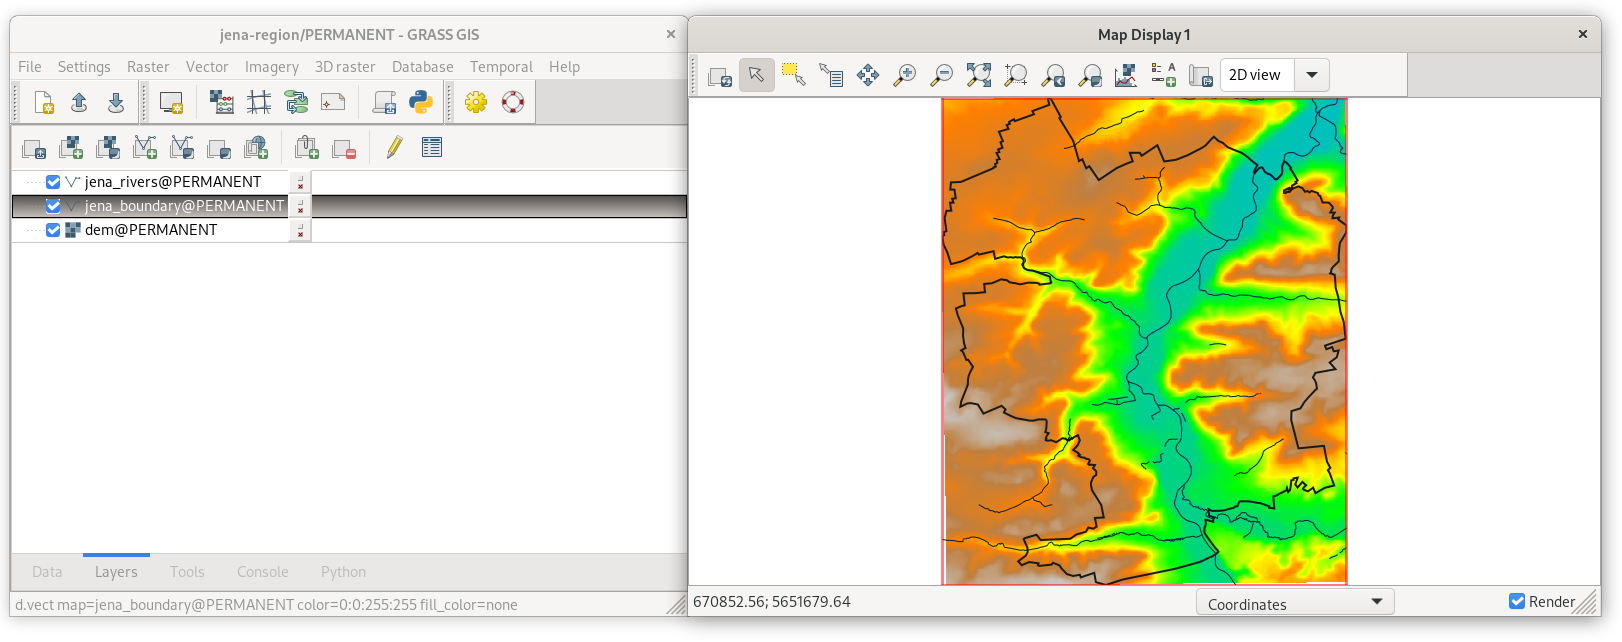 jena-region/PERMANENT - GRASS GIS
File Settings Raster Vector Imagery 3D raster Database Temporal Help
jena_rivers@PERMANENT
jena_boundary@PERMANENT
dem@PERMANENT
Data Layers Tools Console Python
d.vect map=jena_boundary@PERMANENT color=0:0:255:255 fill_color=none
Map Display 1
2D view
670852.56; 5651679.64
Coordinates
Render